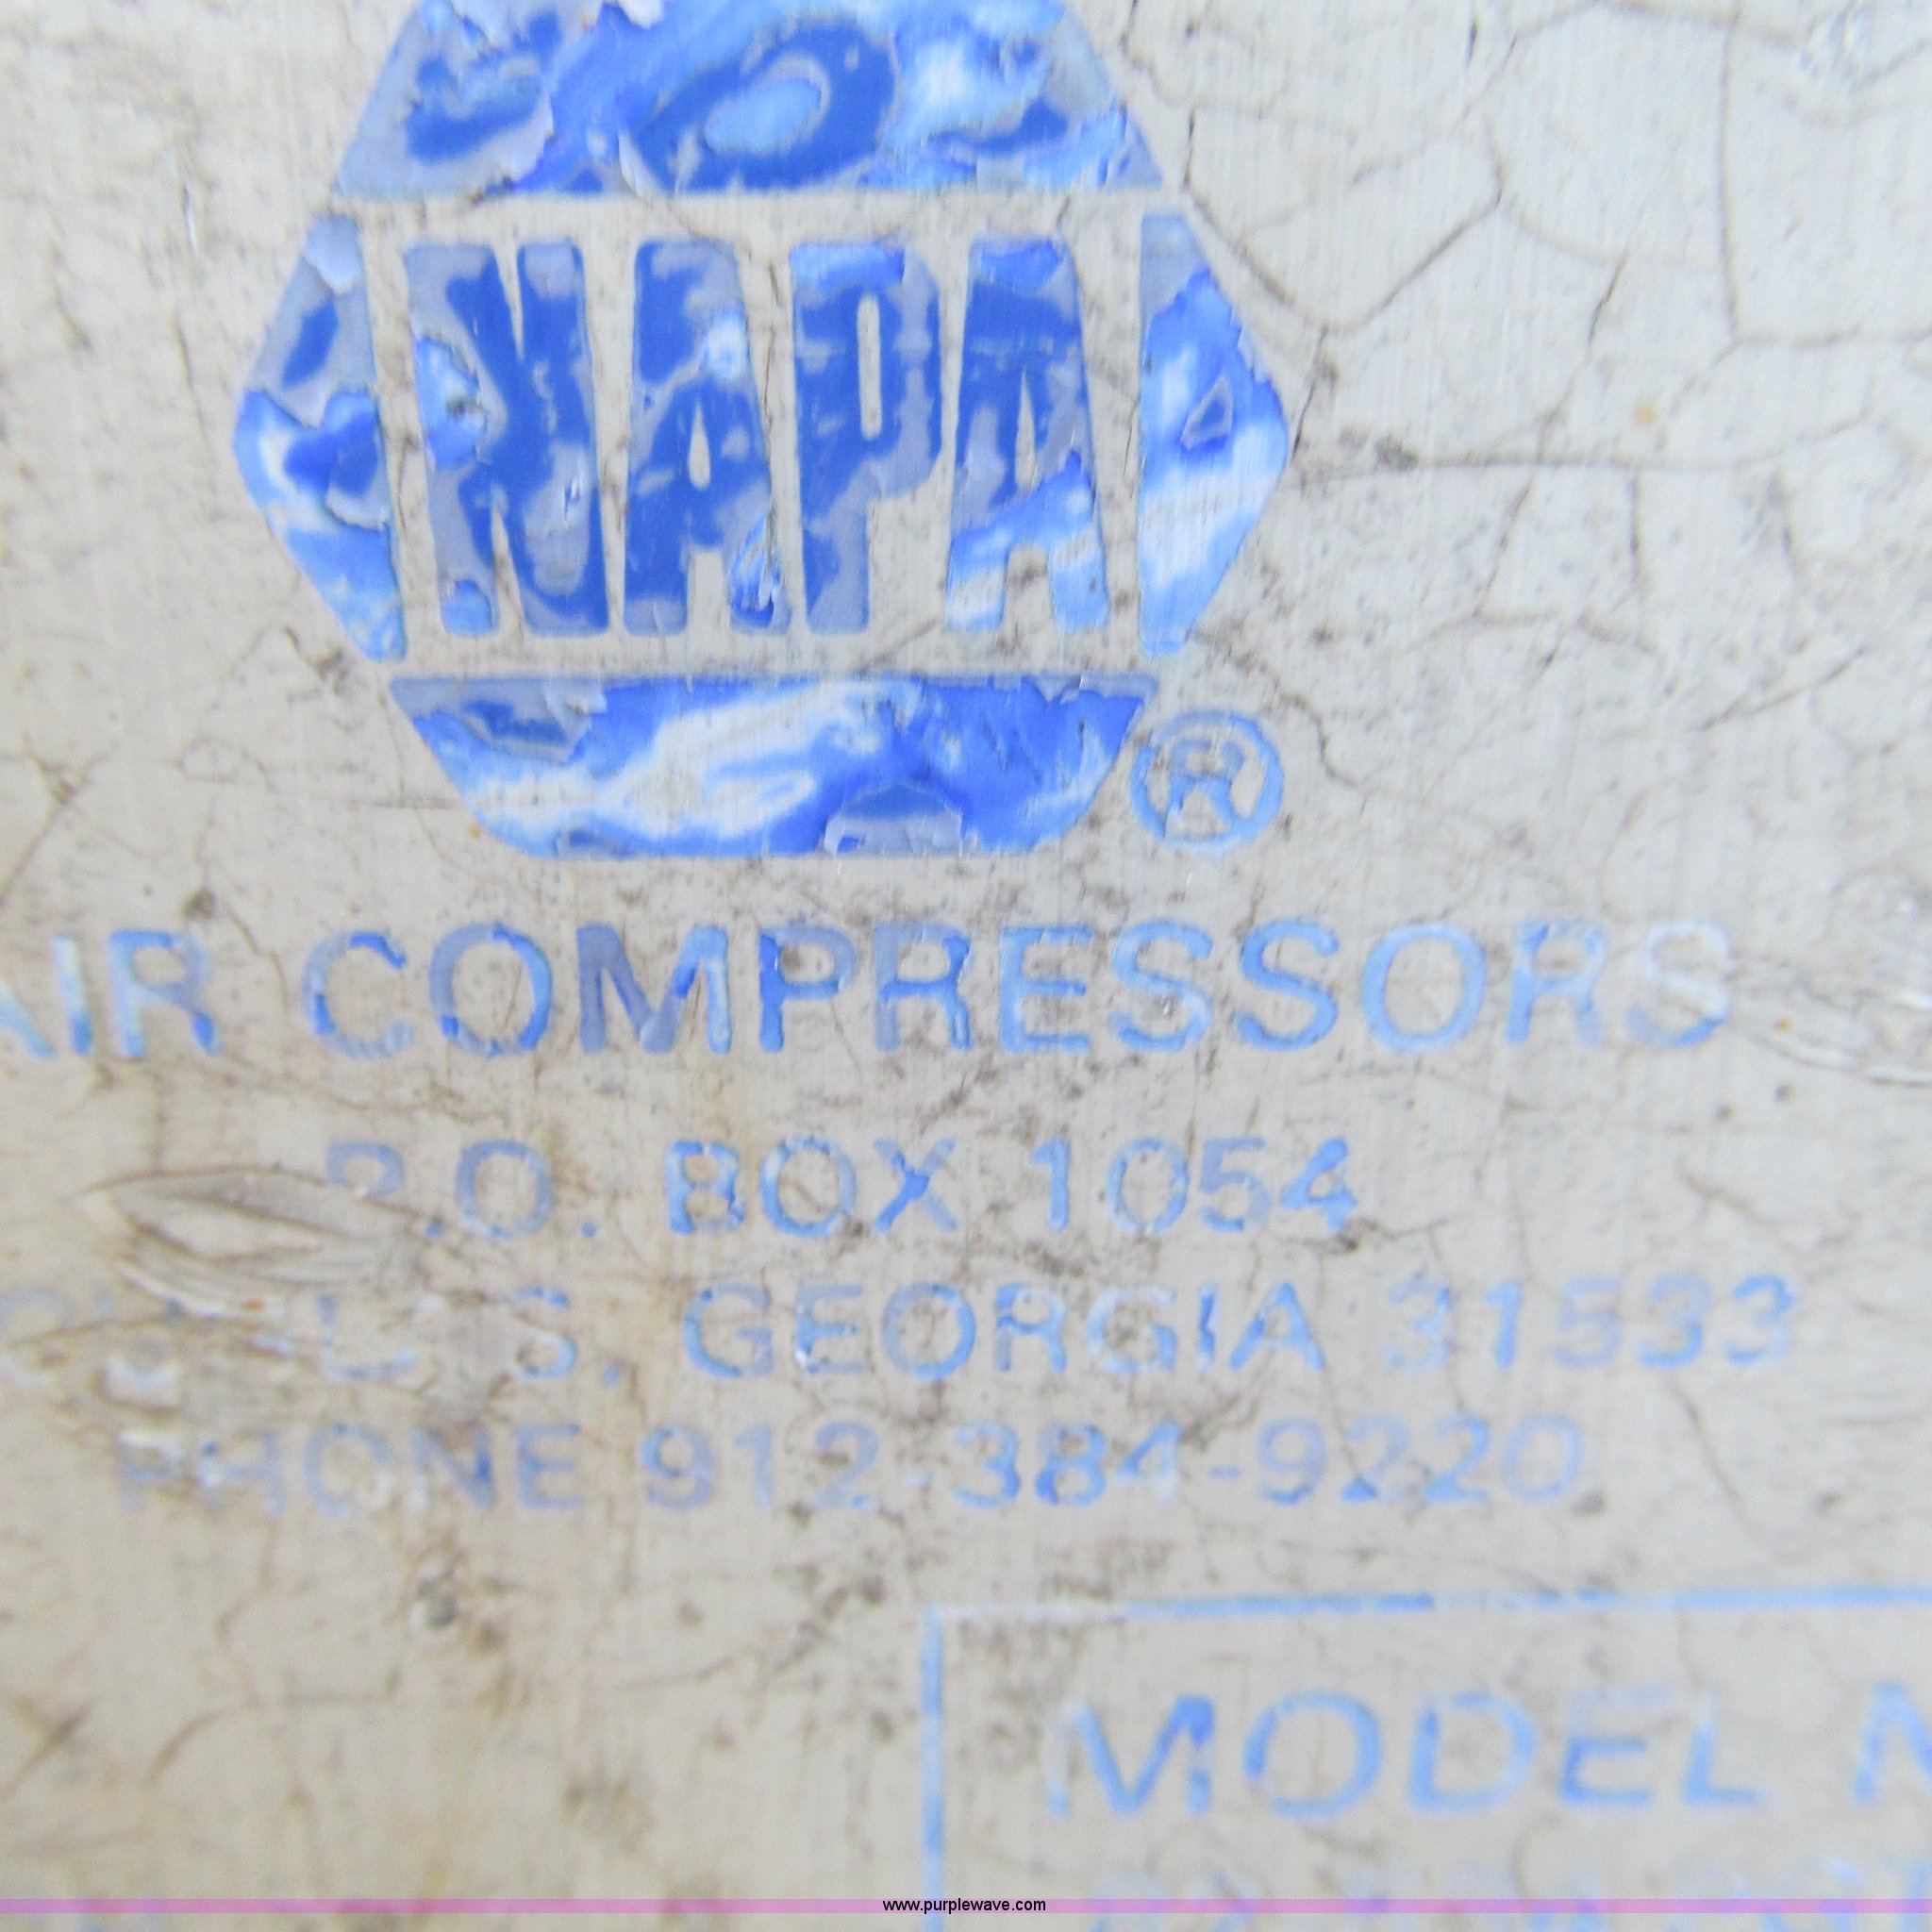 NAPA
®
AIR COMPRESSORS
P.O. BOX 1054
GEORGIA 31533
PHONE 912-384-9220
MODEL
www.purplewave.com